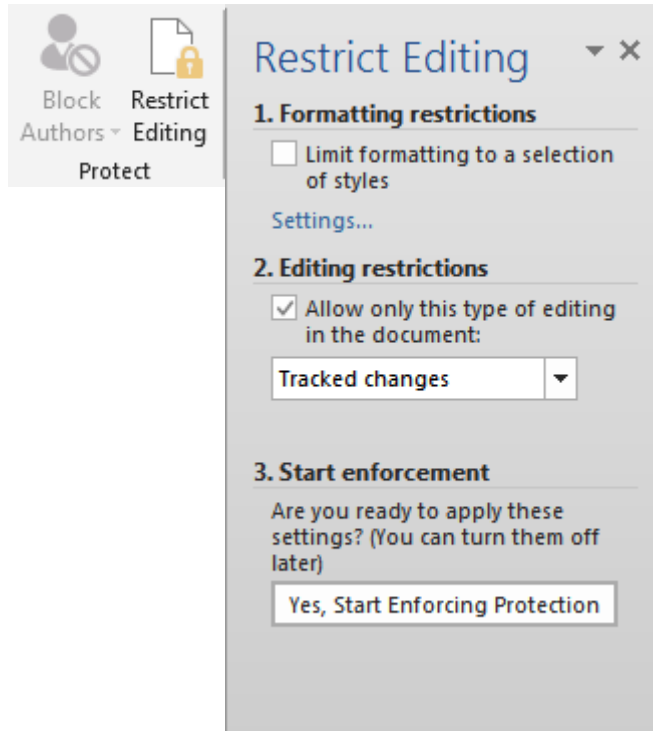 Block
Authors
Restrict
Editing
Protect
Restrict Editing
1. Formatting restrictions
Limit formatting to a selection
of styles
Settings...
2. Editing restrictions
Allow only this type of editing
in the document:
Tracked changes
3. Start enforcement
Are you ready to apply these
settings? (You can turn them off
later)
Yes, Start Enforcing Protection